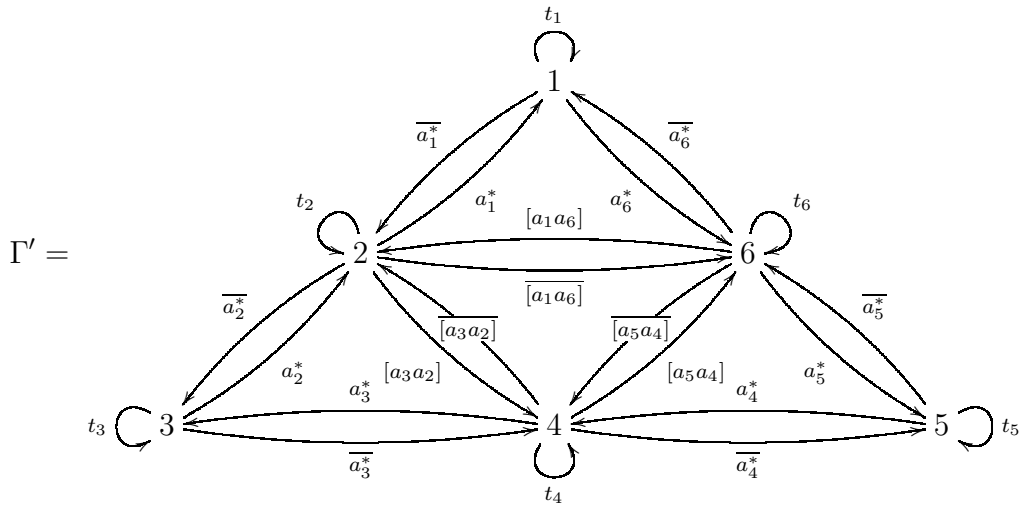 $t_1$
1
$\overline{a_1^*}$ $\overline{a_6^*}$
$t_2$ $a_1^*$ $a_6^*$ $t_6$
$[a_1a_6]$
$\Gamma' =$ 2 6
$\overline{[a_1a_6]}$
$\overline{a_2^*}$ $\overline{[a_3a_2]}$ $\overline{[a_5a_4]}$ $\overline{a_5^*}$
$a_2^*$ $[a_3a_2]$ $[a_5a_4]$ $a_5^*$
$a_3^*$ $a_4^*$
$t_3$ 3 4 5 $t_5$
$\overline{a_3^*}$ $\overline{a_4^*}$
$t_4$